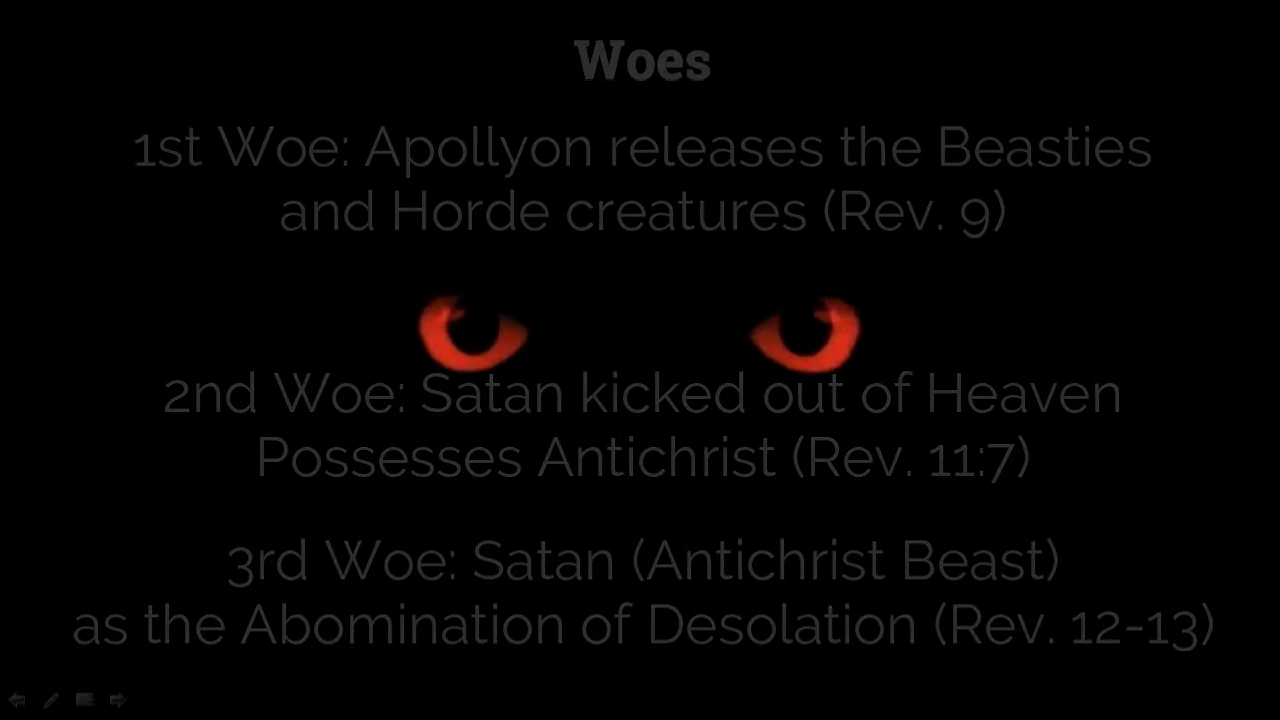 Woes
1st Woe: Apollyon releases the Beasties
and Horde creatures (Rev. 9)
2nd Woe: Satan kicked out of Heaven
Possesses Antichrist (Rev. 11:7)
3rd Woe: Satan (Antichrist Beast)
as the Abomination of Desolation (Rev. 12-13)